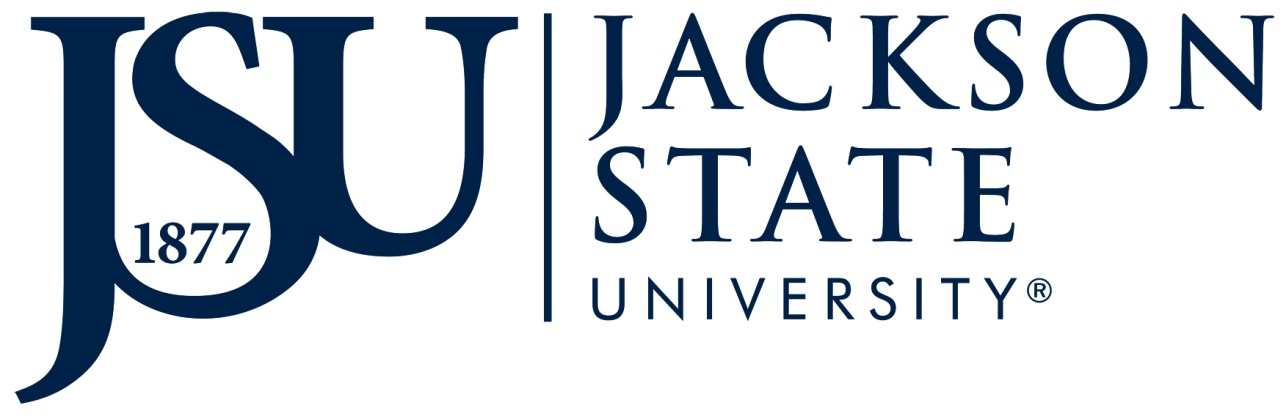 JSU
1877
JACKSON
STATE
UNIVERSITY®